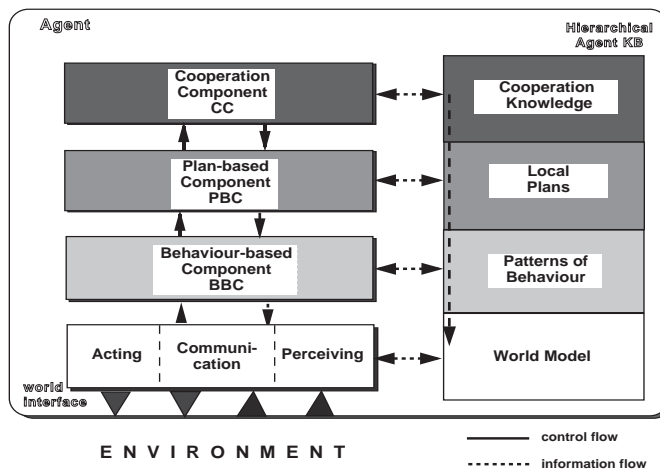 Agent
Hierarchical
Agent KB
Cooperation
Component
CC
Cooperation
Knowledge
Plan-based
Component
PBC
Local
Plans
Behaviour-based
Component
BBC
Patterns of
Behaviour
Acting
Communi-
cation
Perceiving
World Model
world
interface
E N V I R O N M E N T
control flow
information flow